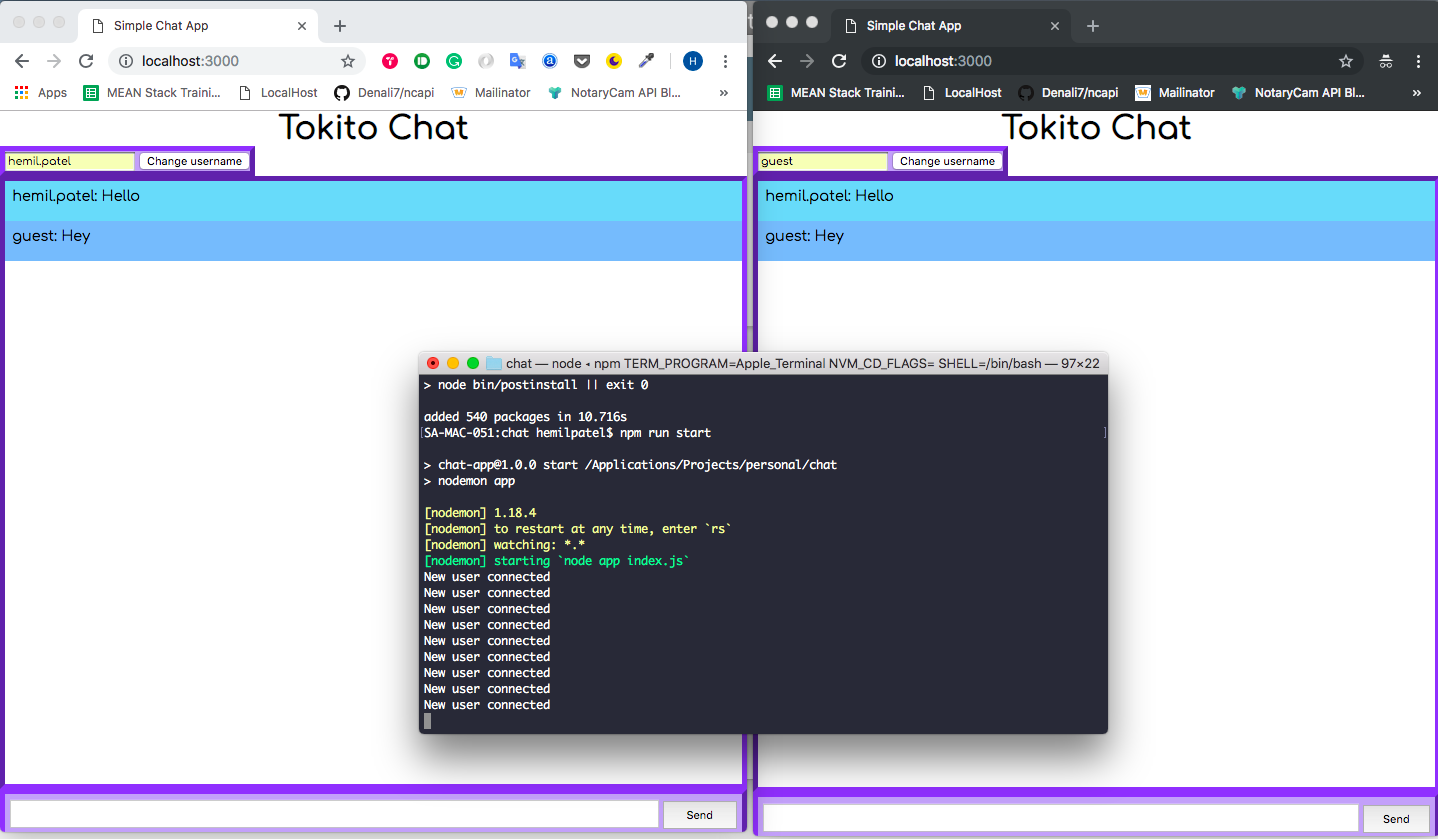 Simple Chat App
localhost:3000
H
Apps
MEAN Stack Traini...
LocalHost
Denali7/ncapi
Mailinator
NotaryCam API Bl...
»
Tokito Chat
hemil.patel
Change username
hemil.patel: Hello
guest: Hey
Send
Simple Chat App
localhost:3000
MEAN Stack Traini...
LocalHost
Denali7/ncapi
Mailinator
NotaryCam API Bl...
»
Tokito Chat
guest
Change username
hemil.patel: Hello
guest: Hey
Send
chat — node ◂ npm TERM_PROGRAM=Apple_Terminal NVM_CD_FLAGS= SHELL=/bin/bash — 97×22
> node bin/postinstall || exit 0
added 540 packages in 10.716s
[SA-MAC-051:chat hemilpatel$ npm run start ]
> chat-app@1.0.0 start /Applications/Projects/personal/chat
> nodemon app
[nodemon] 1.18.4
[nodemon] to restart at any time, enter `rs`
[nodemon] watching: *.*
[nodemon] starting `node app index.js`
New user connected
New user connected
New user connected
New user connected
New user connected
New user connected
New user connected
New user connected
New user connected